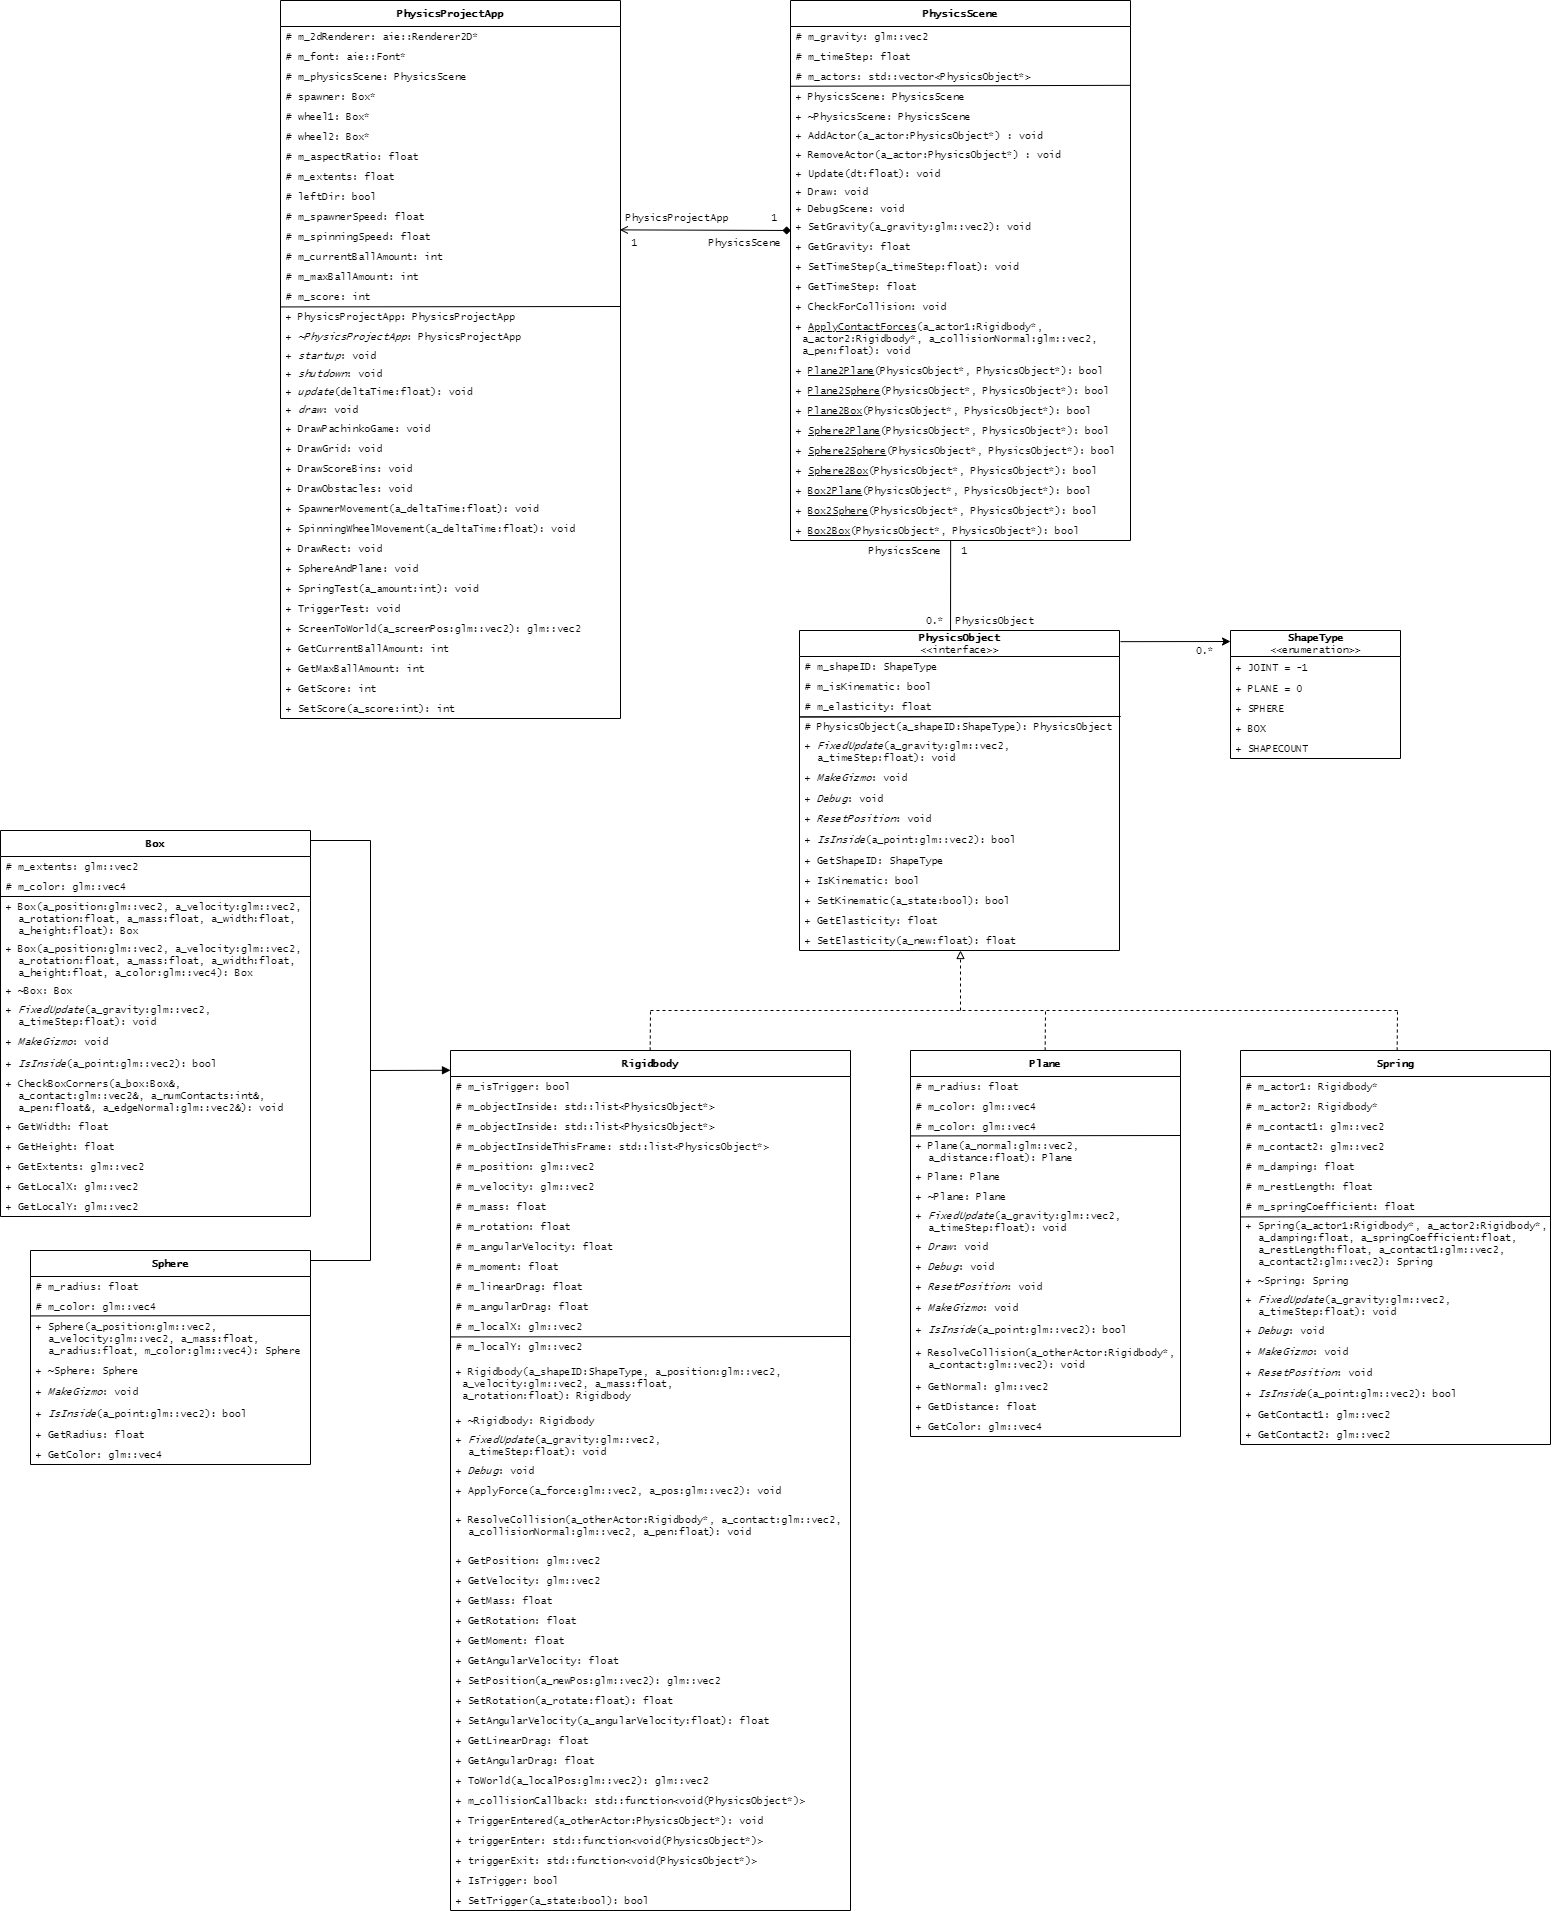 PhysicsProjectApp
# m_2dRenderer: aie::Renderer2D*
# m_font: aie::Font*
# m_physicsScene: PhysicsScene
# spawner: Box*
# wheel1: Box*
# wheel2: Box*
# m_aspectRatio: float
# m_extents: float
# leftDir: bool
# m_spawnerSpeed: float
# m_spinningSpeed: float
# m_currentBallAmount: int
# m_maxBallAmount: int
# m_score: int
+ PhysicsProjectApp: PhysicsProjectApp
+ ~PhysicsProjectApp: PhysicsProjectApp
+ startup: void
+ shutdown: void
+ update(deltaTime:float): void
+ draw: void
+ DrawPachinkoGame: void
+ DrawGrid: void
+ DrawScoreBins: void
+ DrawObstacles: void
+ SpawnerMovement(a_deltaTime:float): void
+ SpinningWheelMovement(a_deltaTime:float): void
+ DrawRect: void
+ SphereAndPlane: void
+ SpringTest(a_amount:int): void
+ TriggerTest: void
+ ScreenToWorld(a_screenPos:glm::vec2): glm::vec2
+ GetCurrentBallAmount: int
+ GetMaxBallAmount: int
+ GetScore: int
+ SetScore(a_score:int): int
PhysicsProjectApp 1
1 PhysicsScene
PhysicsScene
# m_gravity: glm::vec2
# m_timeStep: float
# m_actors: std::vector<PhysicsObject*>
+ PhysicsScene: PhysicsScene
+ ~PhysicsScene: PhysicsScene
+ AddActor(a_actor:PhysicsObject*) : void
+ RemoveActor(a_actor:PhysicsObject*) : void
+ Update(dt:float): void
+ Draw: void
+ DebugScene: void
+ SetGravity(a_gravity:glm::vec2): void
+ GetGravity: float
+ SetTimeStep(a_timeStep:float): void
+ GetTimeStep: float
+ CheckForCollision: void
+ ApplyContactForces(a_actor1:Rigidbody*,
a_actor2:Rigidbody*, a_collisionNormal:glm::vec2,
a_pen:float): void
+ Plane2Plane(PhysicsObject*, PhysicsObject*): bool
+ Plane2Sphere(PhysicsObject*, PhysicsObject*): bool
+ Plane2Box(PhysicsObject*, PhysicsObject*): bool
+ Sphere2Plane(PhysicsObject*, PhysicsObject*): bool
+ Sphere2Sphere(PhysicsObject*, PhysicsObject*): bool
+ Sphere2Box(PhysicsObject*, PhysicsObject*): bool
+ Box2Plane(PhysicsObject*, PhysicsObject*): bool
+ Box2Sphere(PhysicsObject*, PhysicsObject*): bool
+ Box2Box(PhysicsObject*, PhysicsObject*): bool
PhysicsScene 1
0.* PhysicsObject
PhysicsObject
<<interface>>
# m_shapeID: ShapeType
# m_isKinematic: bool
# m_elasticity: float
# PhysicsObject(a_shapeID:ShapeType): PhysicsObject
+ FixedUpdate(a_gravity:glm::vec2,
a_timeStep:float): void
+ MakeGizmo: void
+ Debug: void
+ ResetPosition: void
+ IsInside(a_point:glm::vec2): bool
+ GetShapeID: ShapeType
+ IsKinematic: bool
+ SetKinematic(a_state:bool): bool
+ GetElasticity: float
+ SetElasticity(a_new:float): float
0.*
ShapeType
<<enumeration>>
+ JOINT = -1
+ PLANE = 0
+ SPHERE
+ BOX
+ SHAPECOUNT
Box
# m_extents: glm::vec2
# m_color: glm::vec4
+ Box(a_position:glm::vec2, a_velocity:glm::vec2,
a_rotation:float, a_mass:float, a_width:float,
a_height:float): Box
+ Box(a_position:glm::vec2, a_velocity:glm::vec2,
a_rotation:float, a_mass:float, a_width:float,
a_height:float, a_color:glm::vec4): Box
+ ~Box: Box
+ FixedUpdate(a_gravity:glm::vec2,
a_timeStep:float): void
+ MakeGizmo: void
+ IsInside(a_point:glm::vec2): bool
+ CheckBoxCorners(a_box:Box&,
a_contact:glm::vec2&, a_numContacts:int&,
a_pen:float&, a_edgeNormal:glm::vec2&): void
+ GetWidth: float
+ GetHeight: float
+ GetExtents: glm::vec2
+ GetLocalX: glm::vec2
+ GetLocalY: glm::vec2
Sphere
# m_radius: float
# m_color: glm::vec4
+ Sphere(a_position:glm::vec2,
a_velocity:glm::vec2, a_mass:float,
a_radius:float, m_color:glm::vec4): Sphere
+ ~Sphere: Sphere
+ MakeGizmo: void
+ IsInside(a_point:glm::vec2): bool
+ GetRadius: float
+ GetColor: glm::vec4
Rigidbody
# m_isTrigger: bool
# m_objectInside: std::list<PhysicsObject*>
# m_objectInside: std::list<PhysicsObject*>
# m_objectInsideThisFrame: std::list<PhysicsObject*>
# m_position: glm::vec2
# m_velocity: glm::vec2
# m_mass: float
# m_rotation: float
# m_angularVelocity: float
# m_moment: float
# m_linearDrag: float
# m_angularDrag: float
# m_localX: glm::vec2
# m_localY: glm::vec2
+ Rigidbody(a_shapeID:ShapeType, a_position:glm::vec2,
a_velocity:glm::vec2, a_mass:float,
a_rotation:float): Rigidbody
+ ~Rigidbody: Rigidbody
+ FixedUpdate(a_gravity:glm::vec2,
a_timeStep:float): void
+ Debug: void
+ ApplyForce(a_force:glm::vec2, a_pos:glm::vec2): void
+ ResolveCollision(a_otherActor:Rigidbody*, a_contact:glm::vec2,
a_collisionNormal:glm::vec2, a_pen:float): void
+ GetPosition: glm::vec2
+ GetVelocity: glm::vec2
+ GetMass: float
+ GetRotation: float
+ GetMoment: float
+ GetAngularVelocity: float
+ SetPosition(a_newPos:glm::vec2): glm::vec2
+ SetRotation(a_rotate:float): float
+ SetAngularVelocity(a_angularVelocity:float): float
+ GetLinearDrag: float
+ GetAngularDrag: float
+ ToWorld(a_localPos:glm::vec2): glm::vec2
+ m_collisionCallback: std::function<void(PhysicsObject*)>
+ TriggerEntered(a_otherActor:PhysicsObject*): void
+ triggerEnter: std::function<void(PhysicsObject*)>
+ triggerExit: std::function<void(PhysicsObject*)>
+ IsTrigger: bool
+ SetTrigger(a_state:bool): bool
Plane
# m_radius: float
# m_color: glm::vec4
# m_color: glm::vec4
+ Plane(a_normal:glm::vec2,
a_distance:float): Plane
+ Plane: Plane
+ ~Plane: Plane
+ FixedUpdate(a_gravity:glm::vec2,
a_timeStep:float): void
+ Draw: void
+ Debug: void
+ ResetPosition: void
+ MakeGizmo: void
+ IsInside(a_point:glm::vec2): bool
+ ResolveCollision(a_otherActor:Rigidbody*,
a_contact:glm::vec2): void
+ GetNormal: glm::vec2
+ GetDistance: float
+ GetColor: glm::vec4
Spring
# m_actor1: Rigidbody*
# m_actor2: Rigidbody*
# m_contact1: glm::vec2
# m_contact2: glm::vec2
# m_damping: float
# m_restLength: float
# m_springCoefficient: float
+ Spring(a_actor1:Rigidbody*, a_actor2:Rigidbody*,
a_damping:float, a_springCoefficient:float,
a_restLength:float, a_contact1:glm::vec2,
a_contact2:glm::vec2): Spring
+ ~Spring: Spring
+ FixedUpdate(a_gravity:glm::vec2,
a_timeStep:float): void
+ Debug: void
+ MakeGizmo: void
+ ResetPosition: void
+ IsInside(a_point:glm::vec2): bool
+ GetContact1: glm::vec2
+ GetContact2: glm::vec2